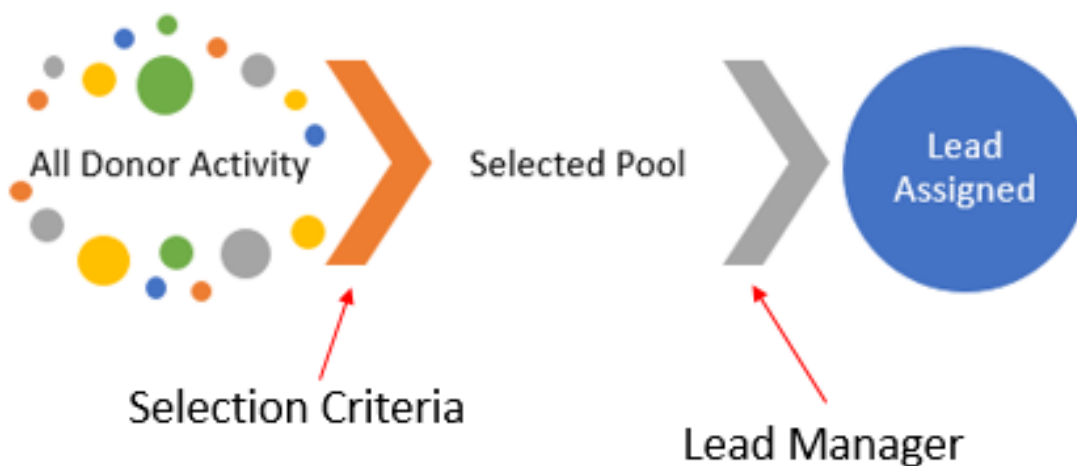 All Donor Activity
Selected Pool
Lead
Assigned
Selection Criteria
Lead Manager